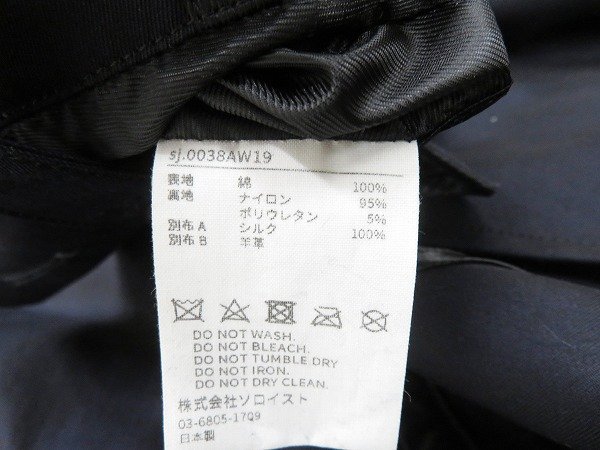 sj.0038AW19
表地 綿 100%
裏地 ナイロン 95%
ポリウレタン 5%
別布A シルク 100%
別布B 羊革
DO NOT WASH.
DO NOT BLEACH.
DO NOT TUMBLE DRY
DO NOT IRON.
DO NOT DRY CLEAN.
株式会社ソロイスト
03-6805-1709
日本製